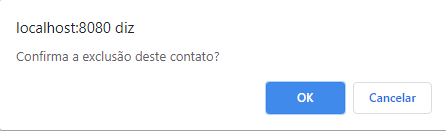 localhost:8080 diz
Confirma a exclusão deste contato?
OK
Cancelar